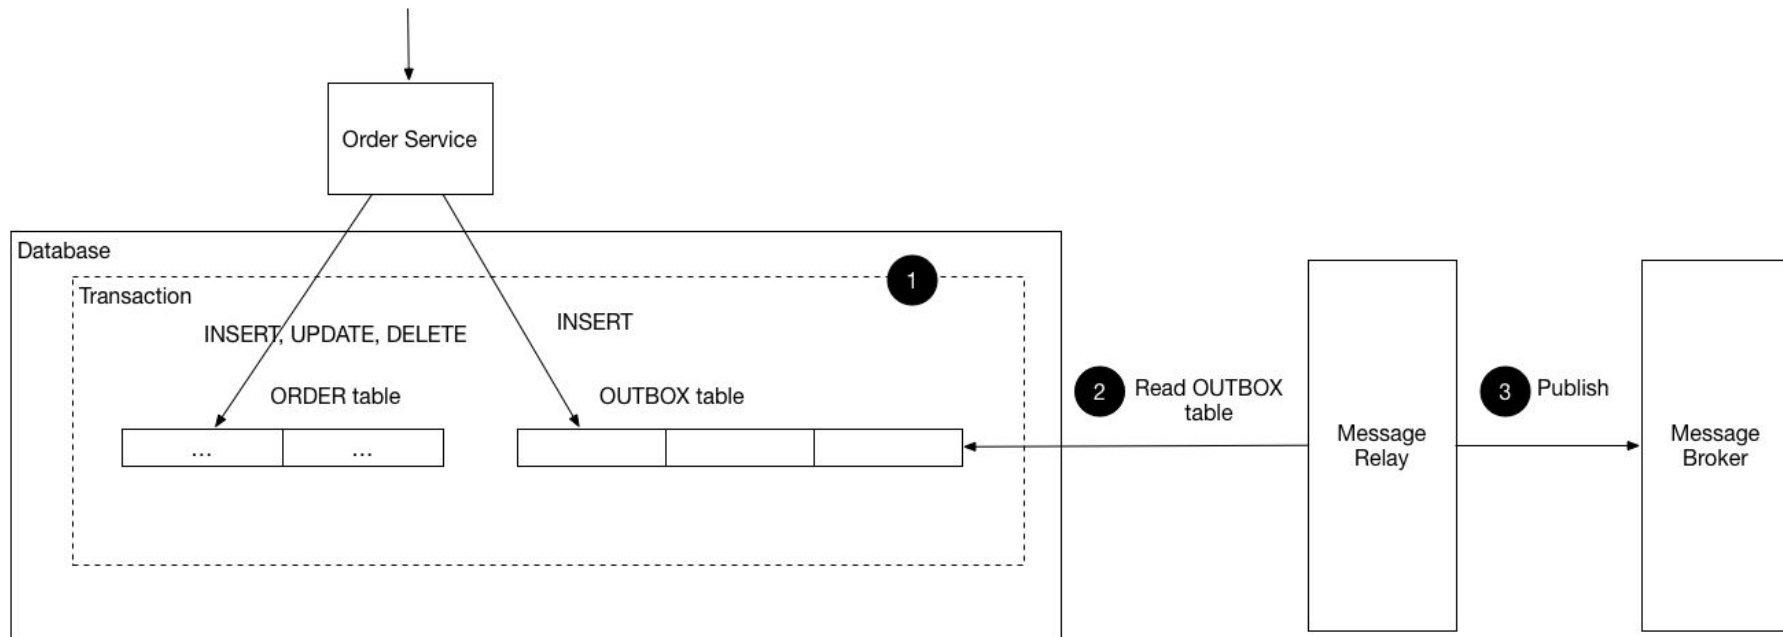 Order Service
Database
Transaction
1
INSERT, UPDATE, DELETE
INSERT
ORDER table
OUTBOX table
...
...
2
Read OUTBOX
table
3
Publish
Message
Relay
Message
Broker